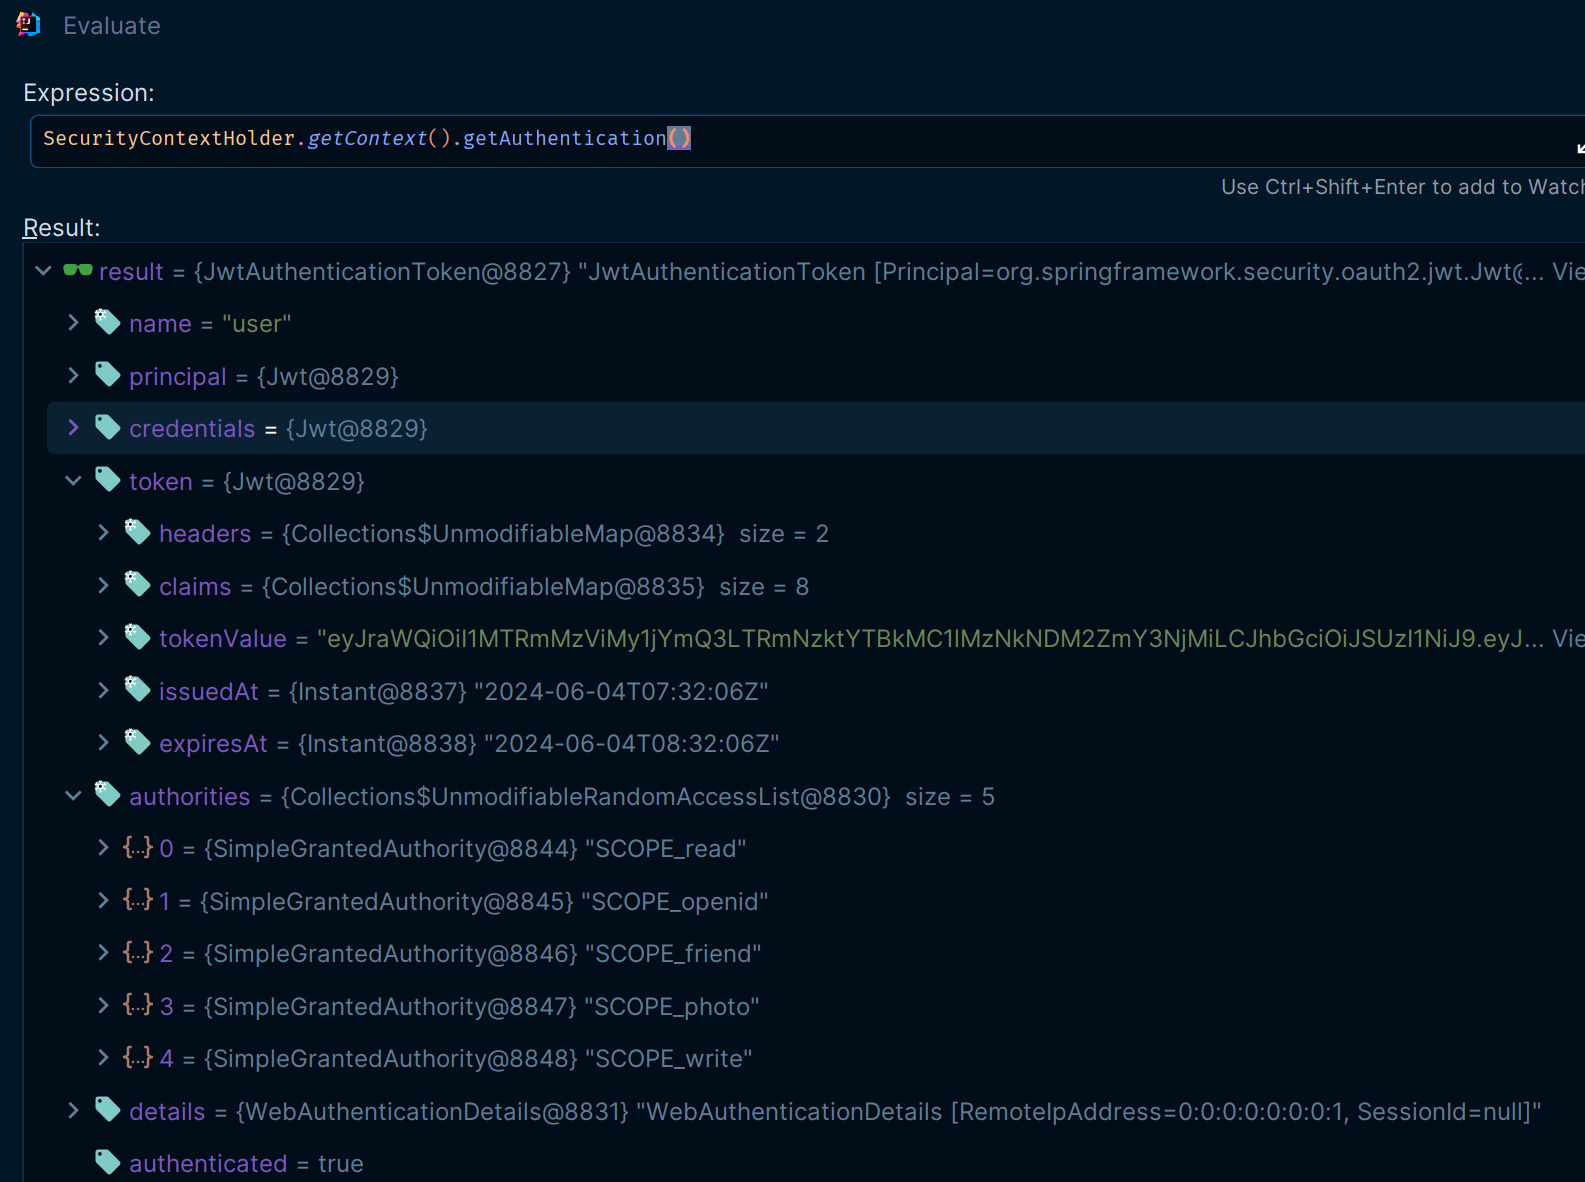 Evaluate
Expression:
SecurityContextHolder.getContext().getAuthentication()
Use Ctrl+Shift+Enter to add to Watch
Result:
result = {JwtAuthenticationToken@8827} "JwtAuthenticationToken [Principal=org.springframework.security.oauth2.jwt.Jwt@... Vie
name = "user"
principal = {Jwt@8829}
credentials = {Jwt@8829}
token = {Jwt@8829}
headers = {Collections$UnmodifiableMap@8834} size = 2
claims = {Collections$UnmodifiableMap@8835} size = 8
tokenValue = "eyJraWQiOiI1MTRmMzViMy1jYmQ3LTRmNzktYTBkMC1lMzNkNDM2ZmY3NjMiLCJhbGciOiJSUzI1NiJ9.eyJ... Vie
issuedAt = {Instant@8837} "2024-06-04T07:32:06Z"
expiresAt = {Instant@8838} "2024-06-04T08:32:06Z"
authorities = {Collections$UnmodifiableRandomAccessList@8830} size = 5
{...} 0 = {SimpleGrantedAuthority@8844} "SCOPE_read"
{...} 1 = {SimpleGrantedAuthority@8845} "SCOPE_openid"
{...} 2 = {SimpleGrantedAuthority@8846} "SCOPE_friend"
{...} 3 = {SimpleGrantedAuthority@8847} "SCOPE_photo"
{...} 4 = {SimpleGrantedAuthority@8848} "SCOPE_write"
details = {WebAuthenticationDetails@8831} "WebAuthenticationDetails [RemoteIpAddress=0:0:0:0:0:0:0:1, SessionId=null]"
authenticated = true